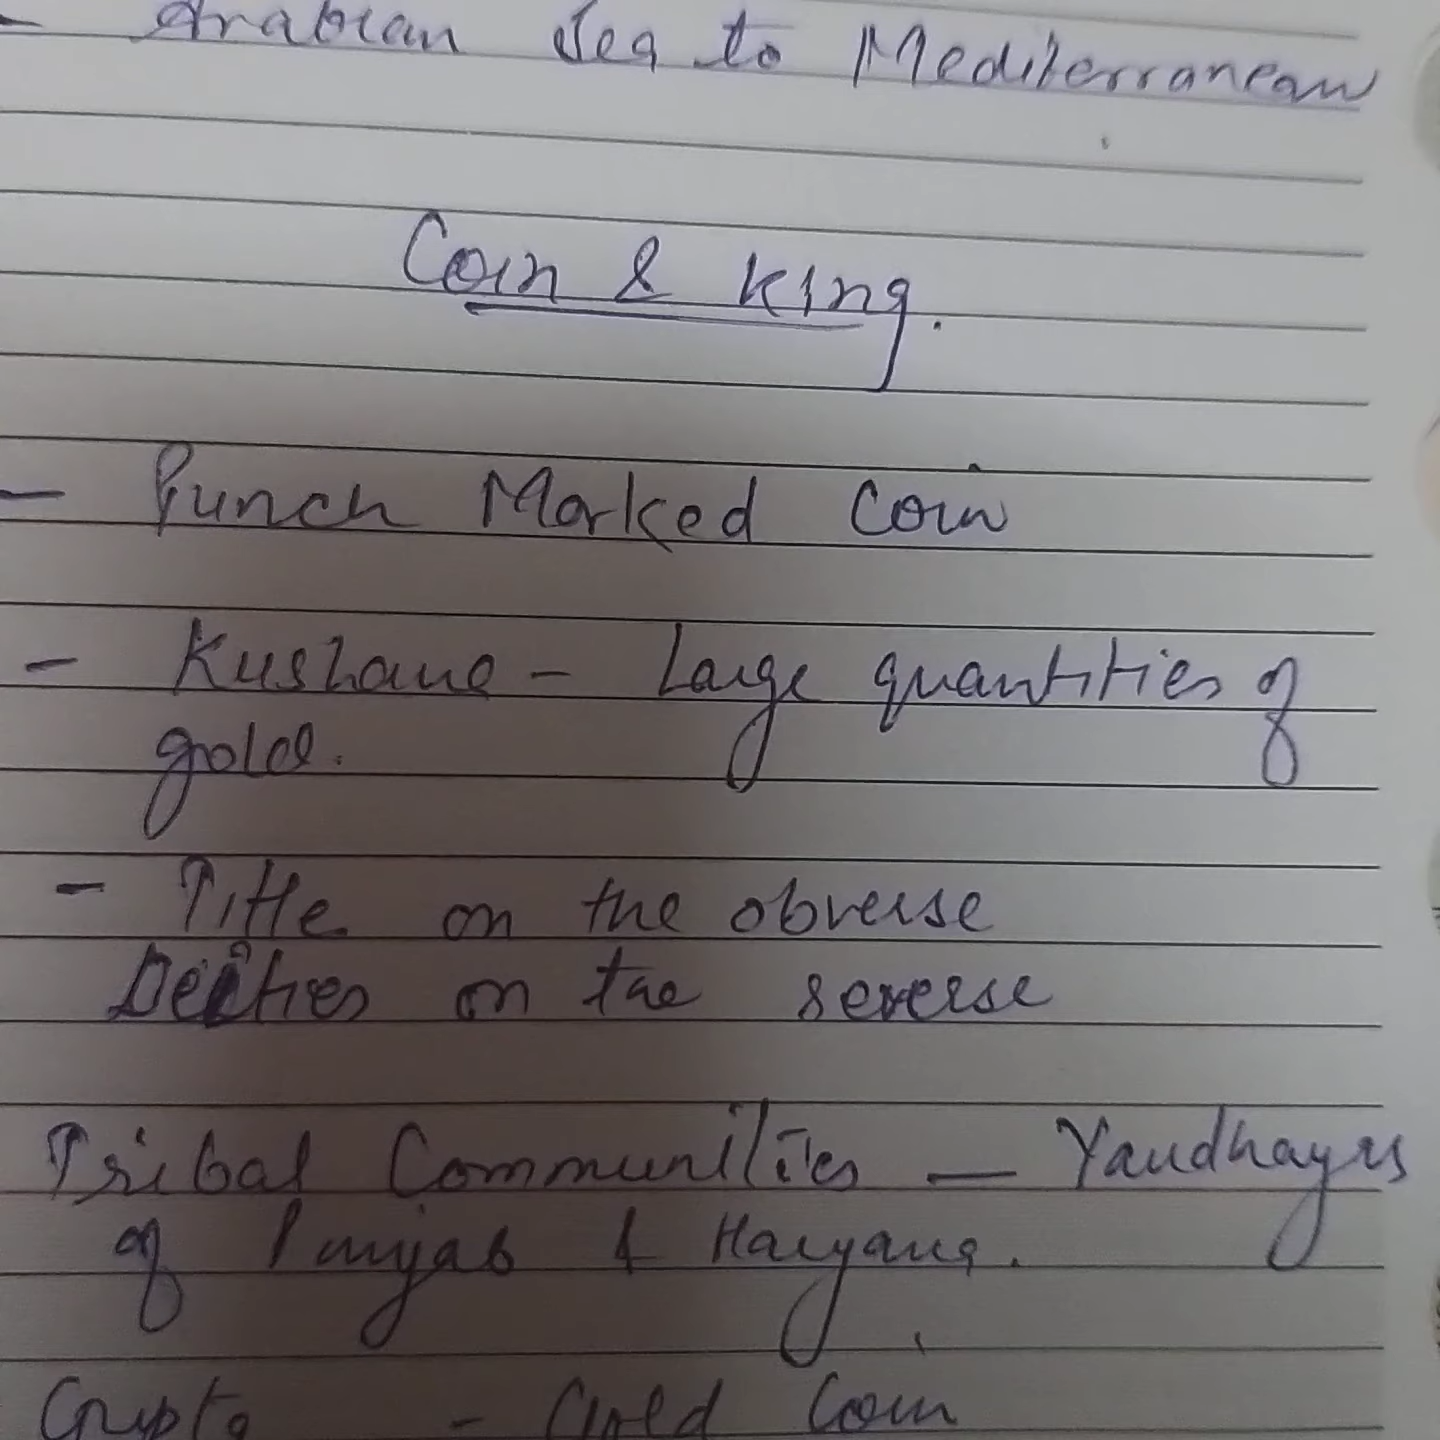 - Arabian Sea to Mediterranean
Coin & King.
- Punch Marked Coin
- Kushana - Large quantities of
gold.
- Title on the obverse
Deities on the reverse
Tribal Communities - Yaudhayas
of Punjab & Haryana.
Gupta - Gold Coin